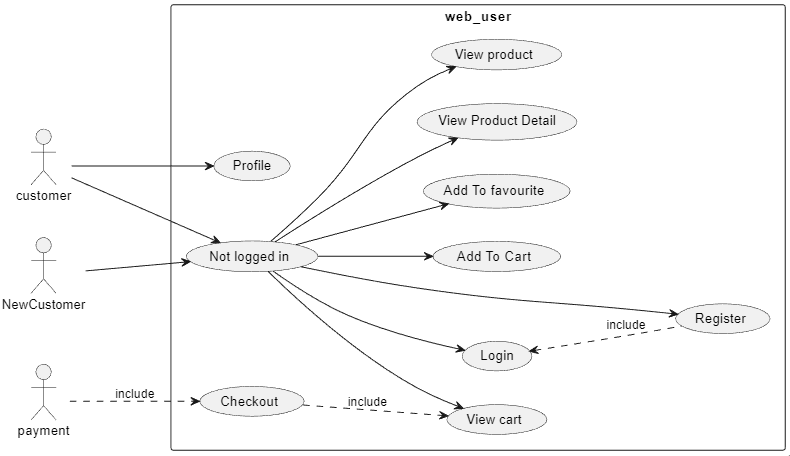 web_user
View product
View Product Detail
customer
Profile
Add To favourite
NewCustomer
Not logged in
Add To Cart
Register
include
Login
payment
include
Checkout
include
View cart